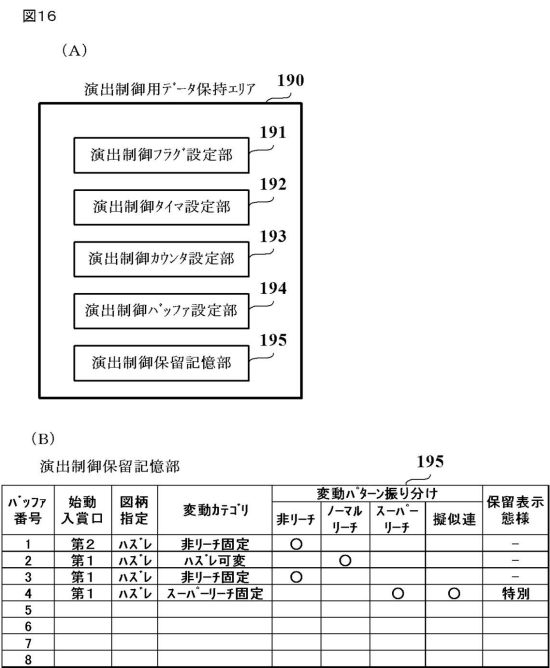 図16
（A）
演出制御用データ保持エリア 190
191
演出制御フラグ設定部
192
演出制御タイマ設定部
193
演出制御カウンタ設定部
194
演出制御バッファ設定部
195
演出制御保留記憶部
（B）
演出制御保留記憶部 195
バッファ番号 始動入賞口 図柄指定 変動カテゴリ 変動パターン振り分け 保留表示態様
非リーチ ノーマルリーチ スーパーリーチ 擬似連
1 第2 ハズレ 非リーチ固定 ○ －
2 第1 ハズレ ハズレ可変 ○ －
3 第1 ハズレ 非リーチ固定 ○ －
4 第1 ハズレ スーパーリーチ固定 ○ ○ 特別
5
6
7
8